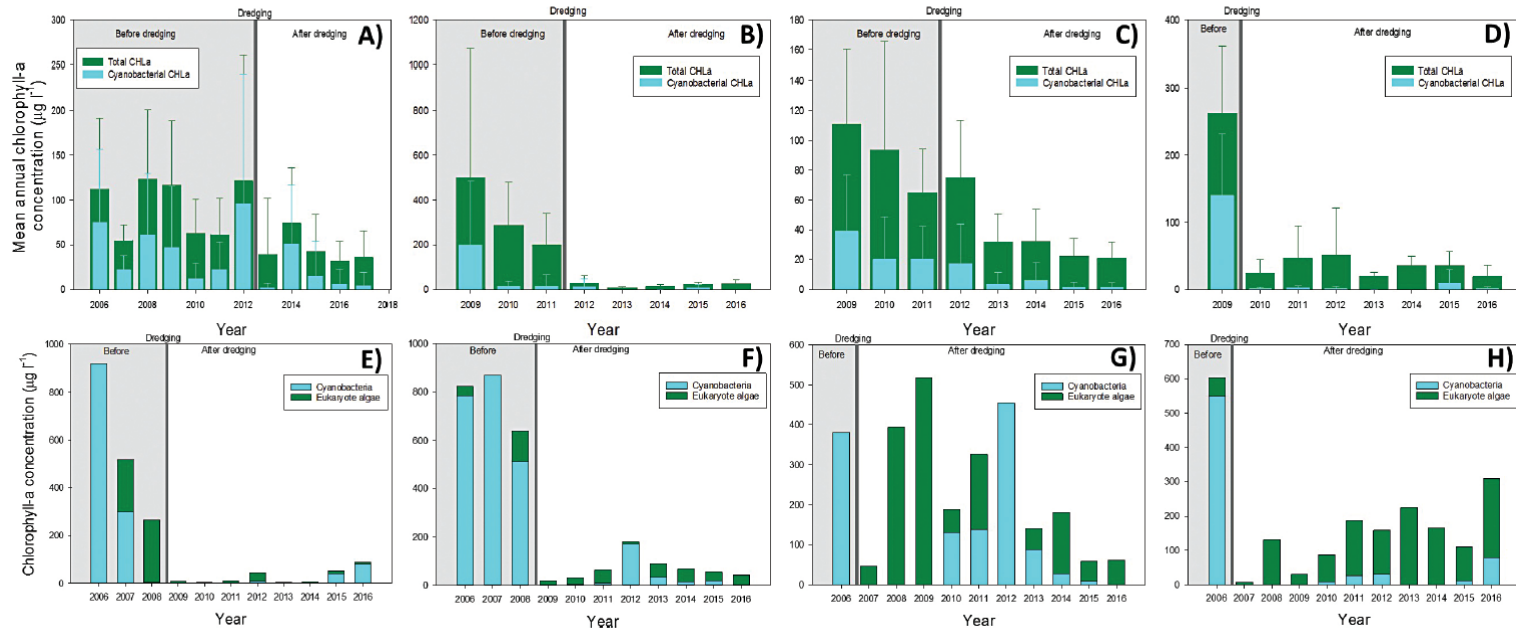 Dredging
Before dredging
After dredging
A)
Total CHLa
Cyanobacterial CHLa
300
250
200
150
100
50
0
2006
2008
2010
2012
2014
2016
2018
Year
Mean annual chlorophyll-a
concentration (µg l⁻¹)
Dredging
Before dredging
After dredging
B)
Total CHLa
Cyanobacterial CHLa
1200
1000
800
600
400
200
0
2009
2010
2011
2012
2013
2014
2015
2016
Year
Dredging
Before dredging
After dredging
C)
Total CHLa
Cyanobacterial CHLa
180
160
140
120
100
80
60
40
20
0
2009
2010
2011
2012
2013
2014
2015
2016
Year
Dredging
Before
After dredging
D)
Total CHLa
Cyanobacterial CHLa
400
300
200
100
0
2009
2010
2011
2012
2013
2014
2015
2016
Year
Dredging
Before
After dredging
E)
Cyanobacteria
Eukaryote algae
1000
800
600
400
200
0
2006
2007
2008
2009
2010
2011
2012
2013
2014
2015
2016
Year
Chlorophyll-a concentration (µg l⁻¹)
Dredging
Before
After dredging
F)
Cyanobacteria
Eukaryote algae
1000
800
600
400
200
0
2006
2007
2008
2009
2010
2011
2012
2013
2014
2015
2016
Year
Dredging
Before
After dredging
G)
Cyanobacteria
Eukaryote algae
600
500
400
300
200
100
0
2006
2007
2008
2009
2010
2011
2012
2013
2014
2015
2016
Year
Dredging
Before
After dredging
H)
Cyanobacteria
Eukaryote algae
700
600
500
400
300
200
100
0
2006
2007
2008
2009
2010
2011
2012
2013
2014
2015
2016
Year